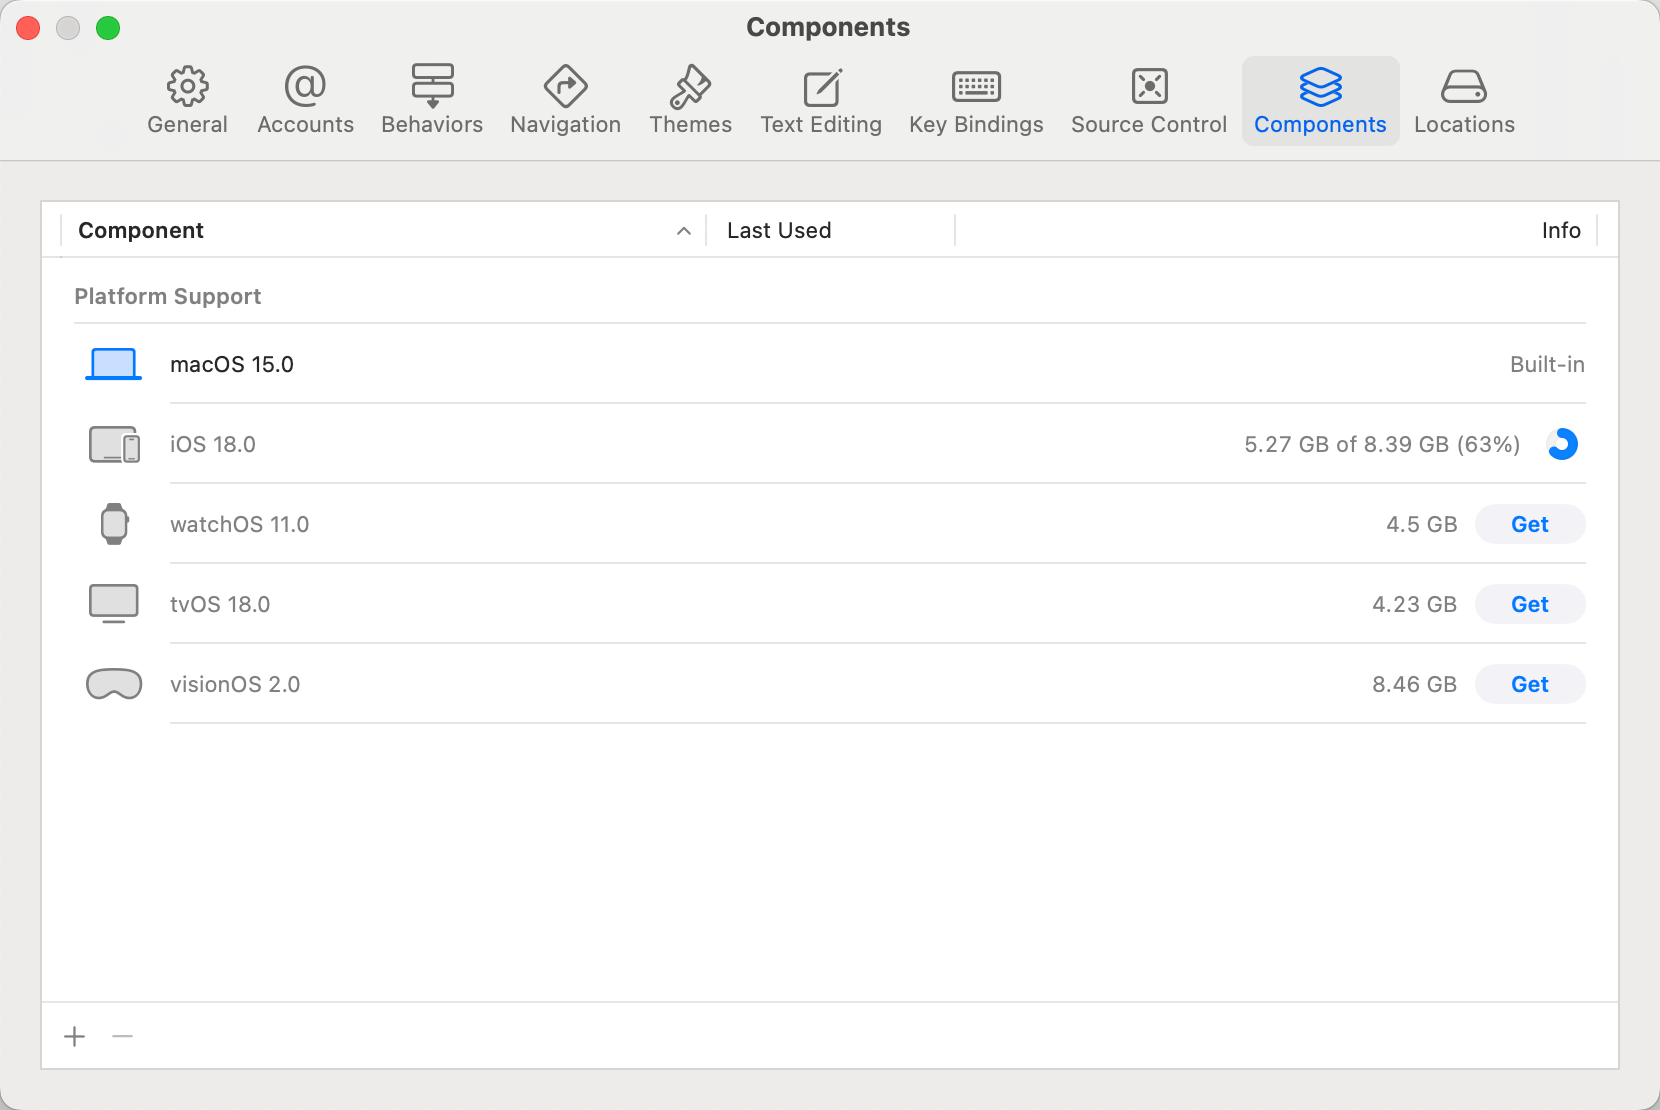 Components
General Accounts Behaviors Navigation Themes Text Editing Key Bindings Source Control Components Locations
Component Last Used Info
Platform Support
macOS 15.0 Built-in
iOS 18.0 5.27 GB of 8.39 GB (63%)
watchOS 11.0 4.5 GB Get
tvOS 18.0 4.23 GB Get
visionOS 2.0 8.46 GB Get